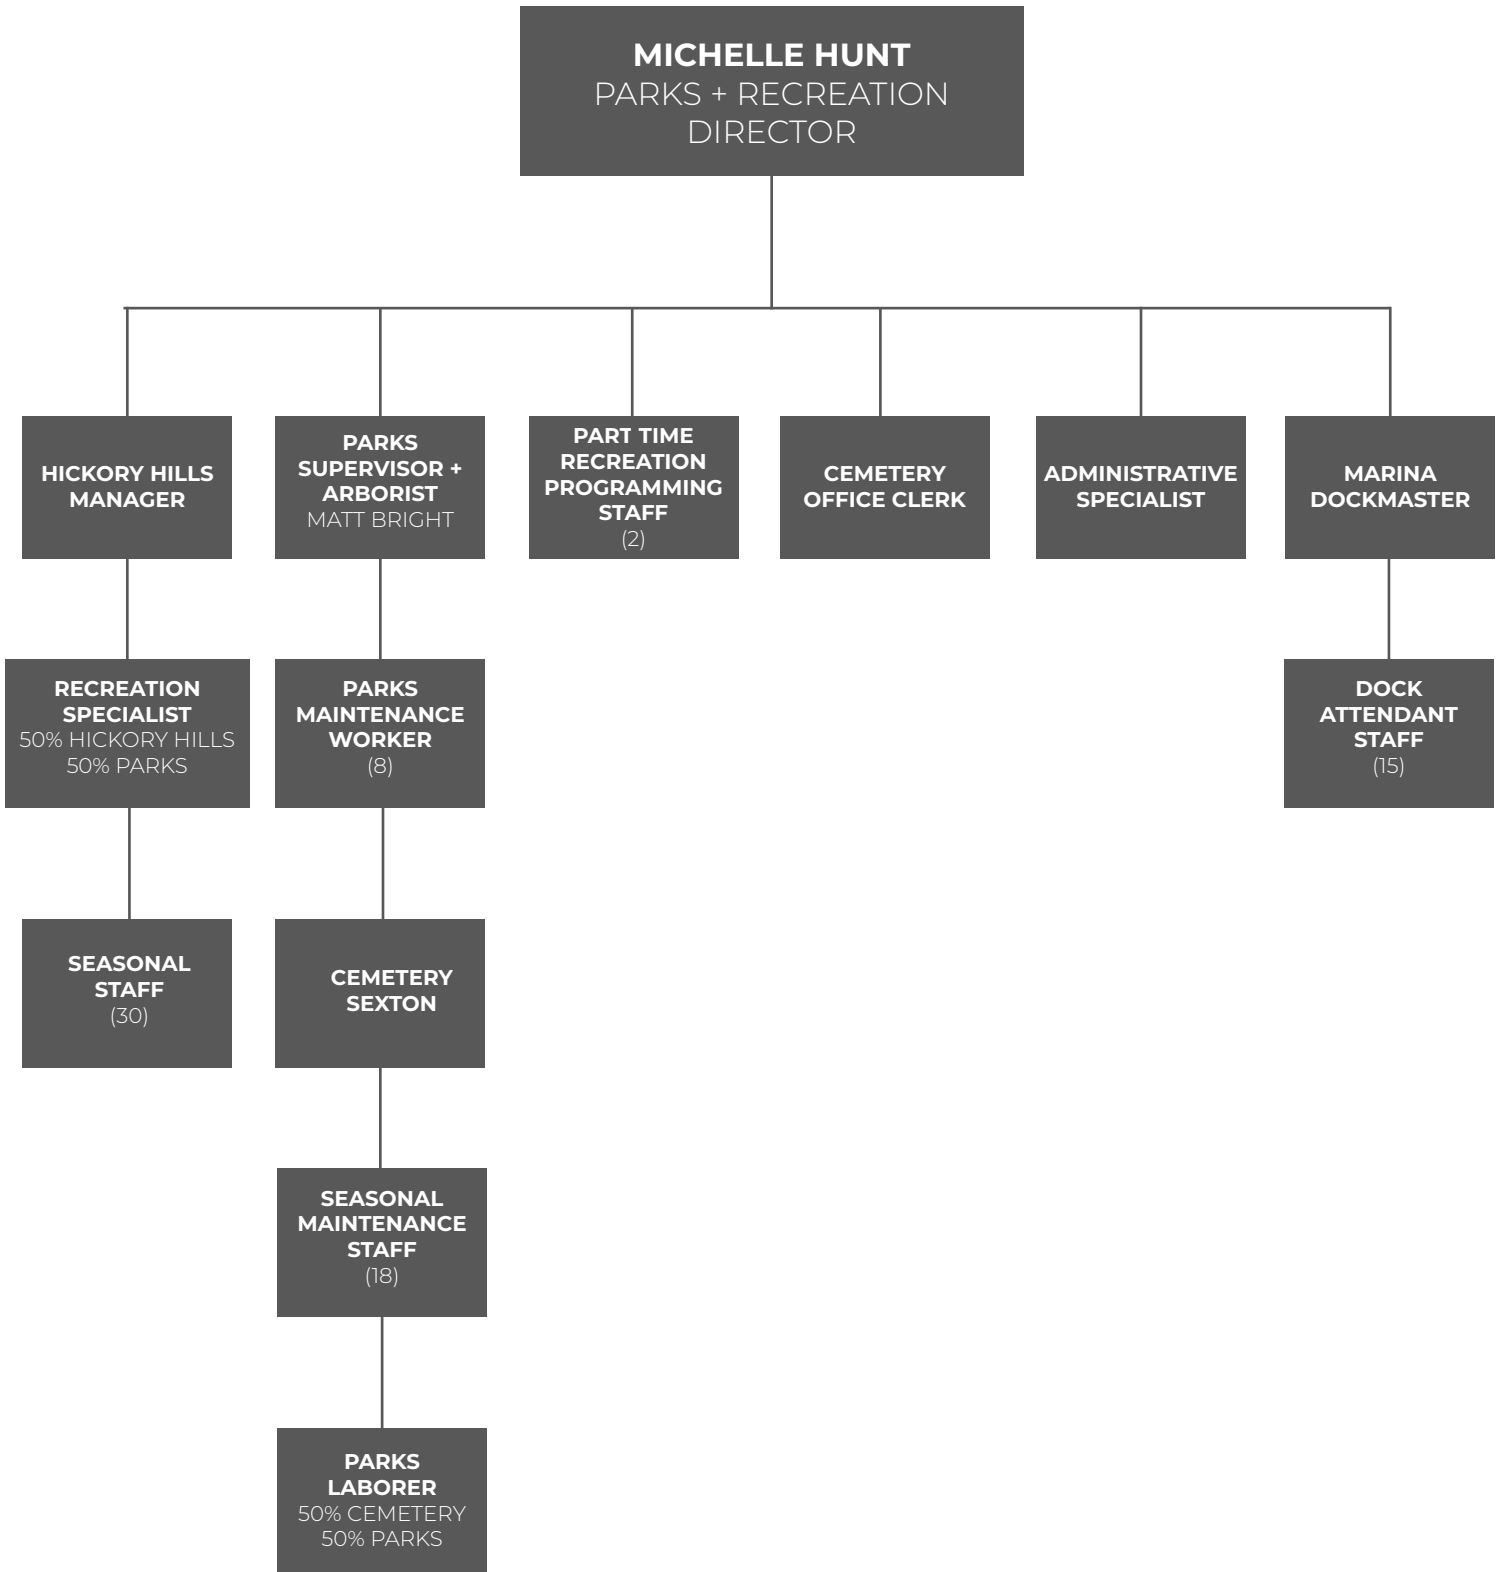 MICHELLE HUNT
PARKS + RECREATION
DIRECTOR
HICKORY HILLS
MANAGER
PARKS
SUPERVISOR +
ARBORIST
MATT BRIGHT
PART TIME
RECREATION
PROGRAMMING
STAFF
(2)
CEMETERY
OFFICE CLERK
ADMINISTRATIVE
SPECIALIST
MARINA
DOCKMASTER
RECREATION
SPECIALIST
50% HICKORY HILLS
50% PARKS
PARKS
MAINTENANCE
WORKER
(8)
DOCK
ATTENDANT
STAFF
(15)
SEASONAL
STAFF
(30)
CEMETERY
SEXTON
SEASONAL
MAINTENANCE
STAFF
(18)
PARKS
LABORER
50% CEMETERY
50% PARKS